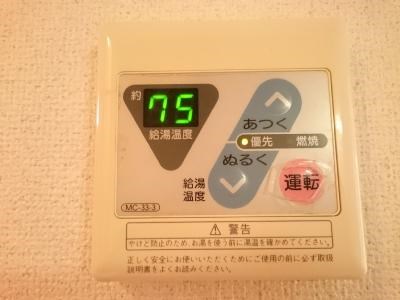 約
75
給湯温度
あつく
優先 燃焼
ぬるく
給湯
温度
運転
MC-33-3
⚠警告
やけど防止のため、お湯を使う前に湯温を確かめてください。
正しく安全にお使いいただくためにご使用の前に必ず取扱
説明書をよくお読みください。